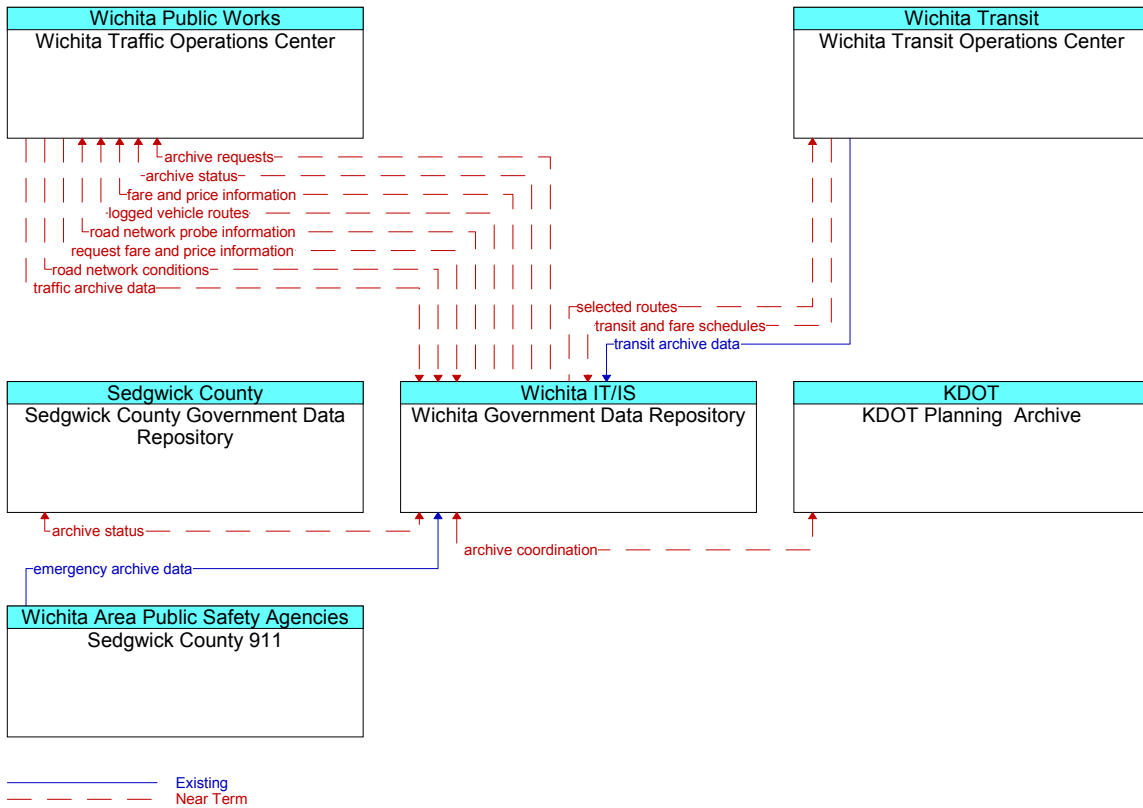 Wichita Public Works
Wichita Traffic Operations Center
Wichita Transit
Wichita Transit Operations Center
archive requests
archive status
fare and price information
logged vehicle routes
road network probe information
request fare and price information
road network conditions
traffic archive data
selected routes
transit and fare schedules
transit archive data
Sedgwick County
Sedgwick County Government Data
Repository
Wichita IT/IS
Wichita Government Data Repository
KDOT
KDOT Planning Archive
archive status
archive coordination
emergency archive data
Wichita Area Public Safety Agencies
Sedgwick County 911
Existing
Near Term